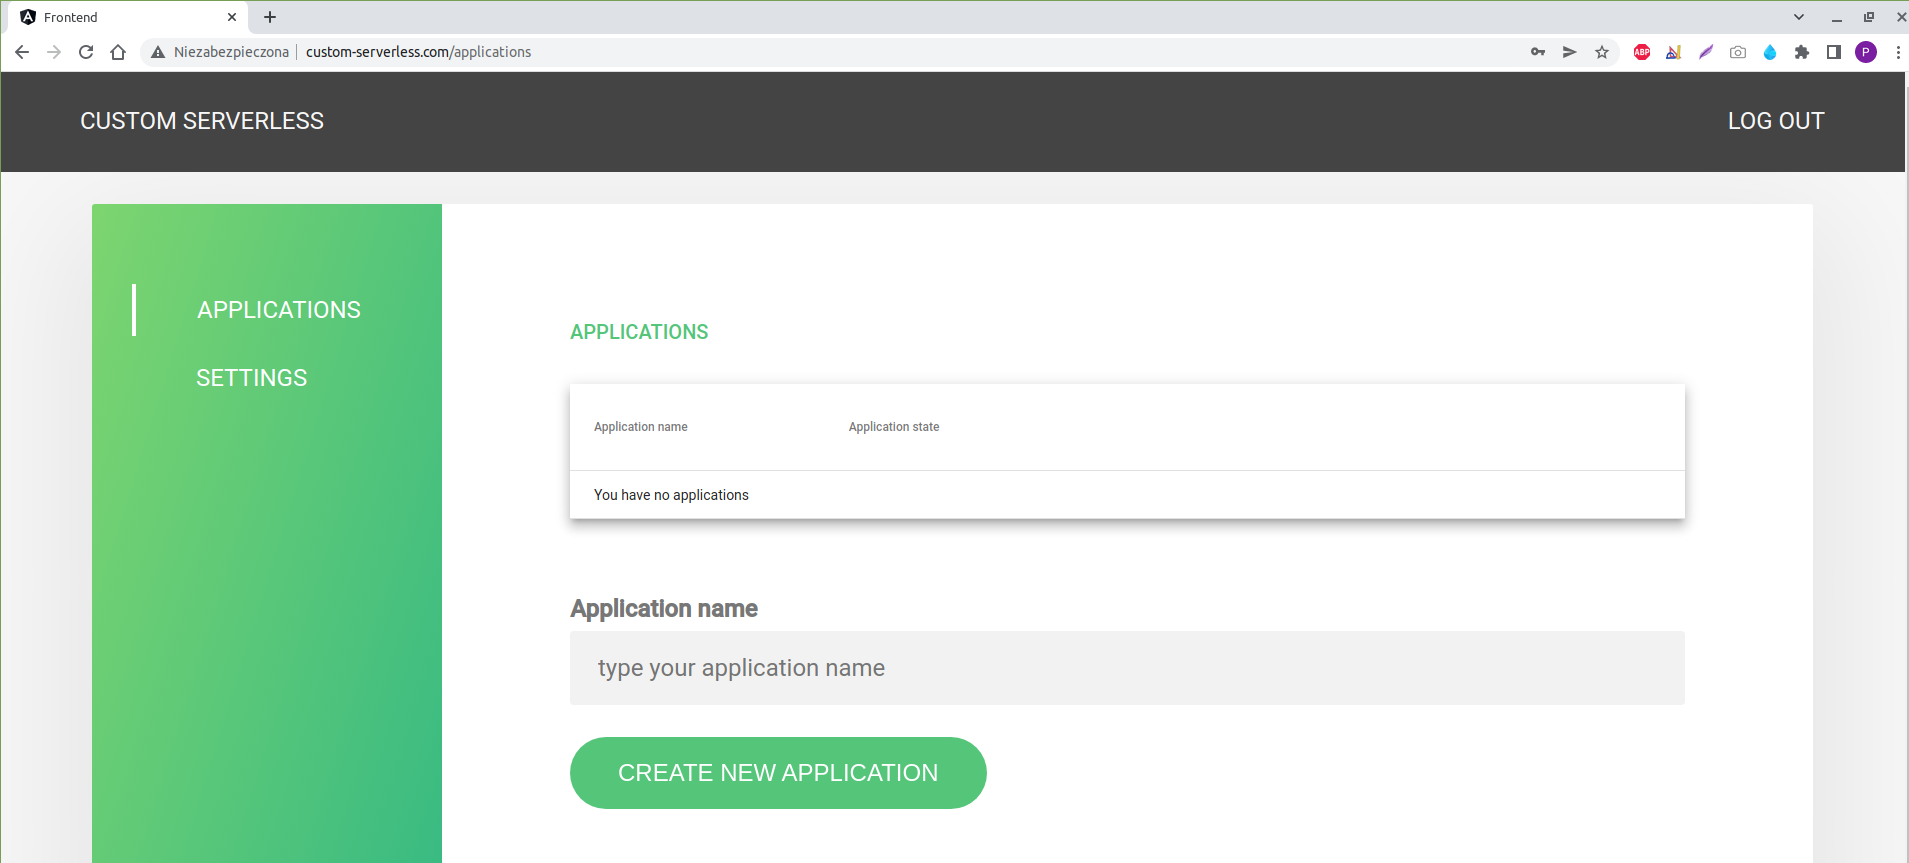 Frontend
Niezabezpieczona custom-serverless.com/applications
ABP
P
CUSTOM SERVERLESS
LOG OUT
APPLICATIONS
SETTINGS
APPLICATIONS
Application name Application state
You have no applications
Application name
type your application name
CREATE NEW APPLICATION